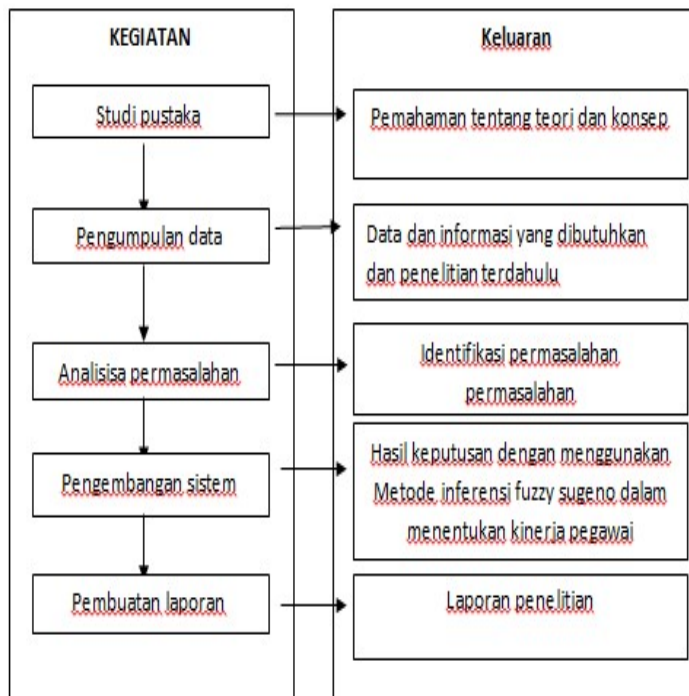 KEGIATAN
Keluaran
Studi pustaka
Pemahaman tentang teori dan konsep
Pengumpulan data
Data dan informasi yang dibutuhkan
dan penelitian terdahulu
Analisisa permasalahan
Identifikasi permasalahan
permasalahan
Pengembangan sistem
Hasil keputusan dengan menggunakan
Metode inferensi fuzzy sugeno dalam
menentukan kinerja pegawai
Pembuatan laporan
Laporan penelitian